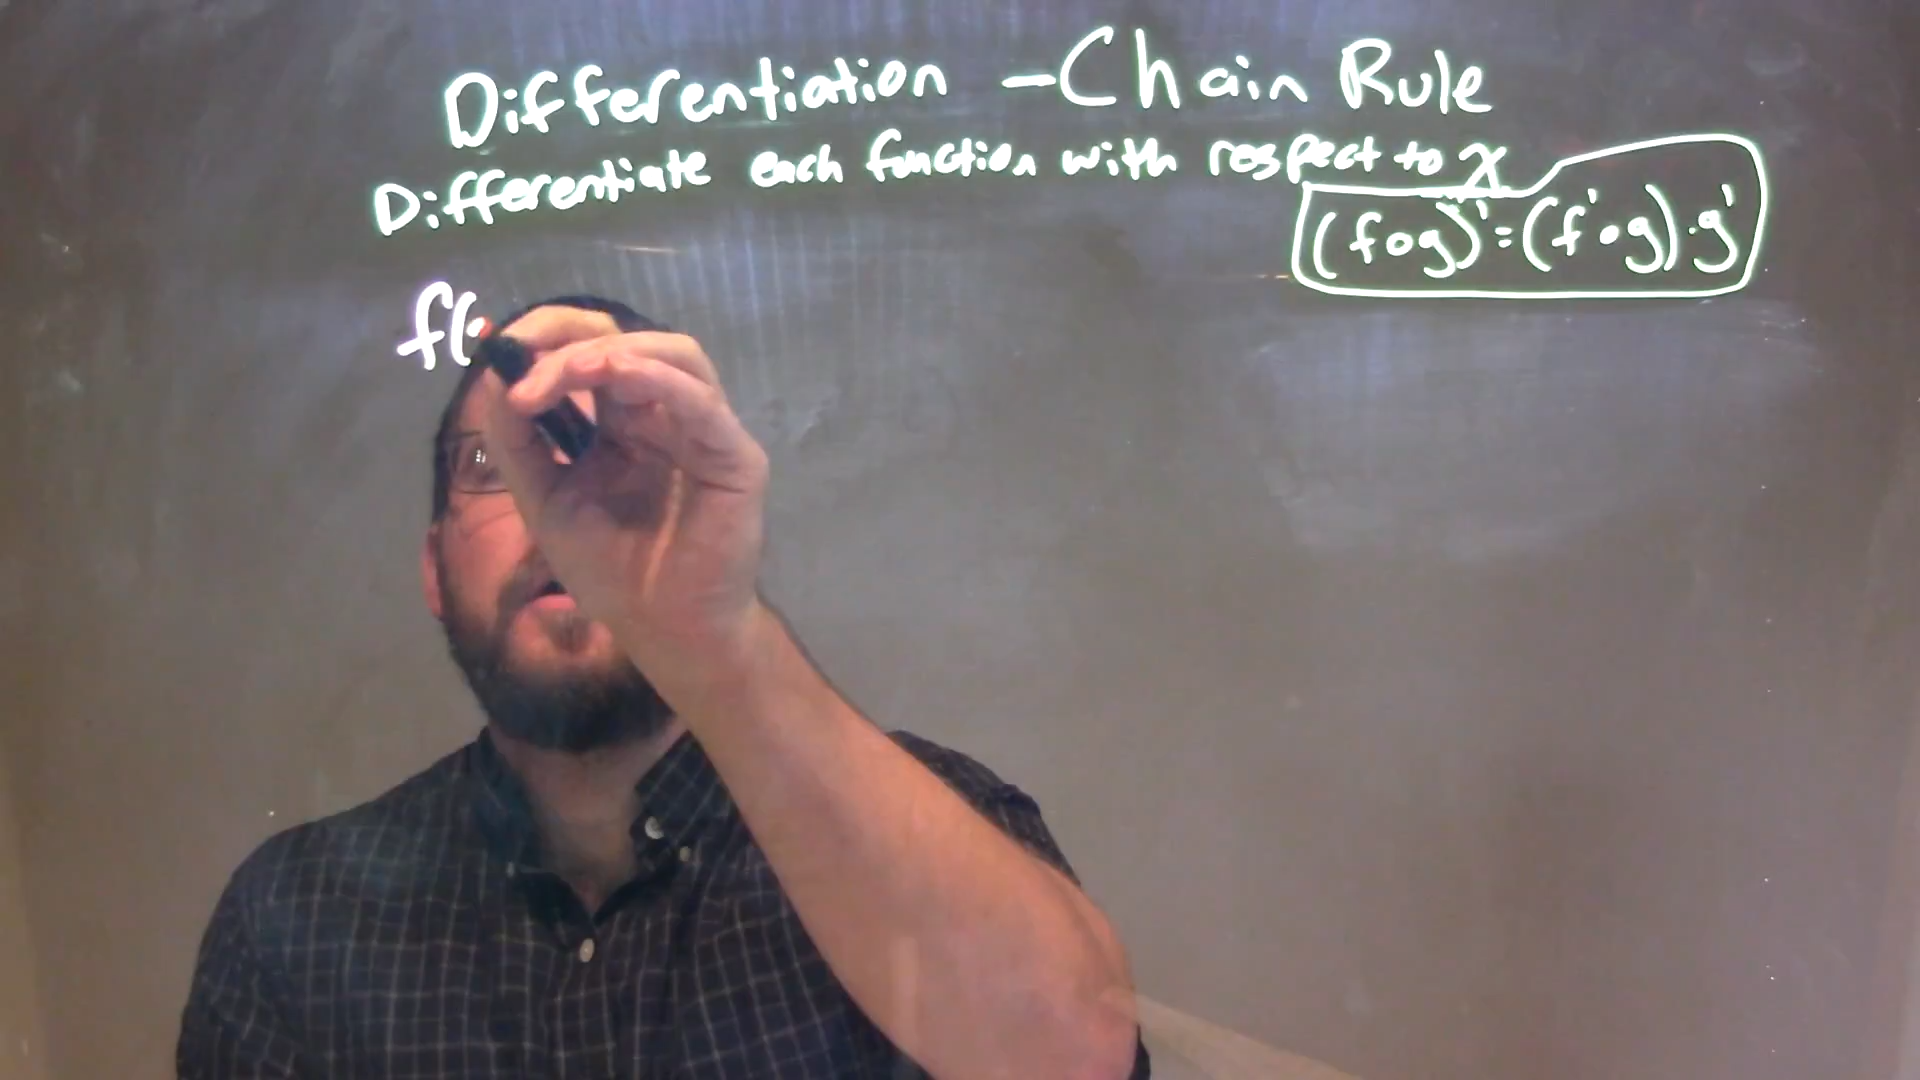 Differentiation - Chain Rule
Differentiate each function with respect to x
(f∘g)'=(f'∘g)·g'
f(